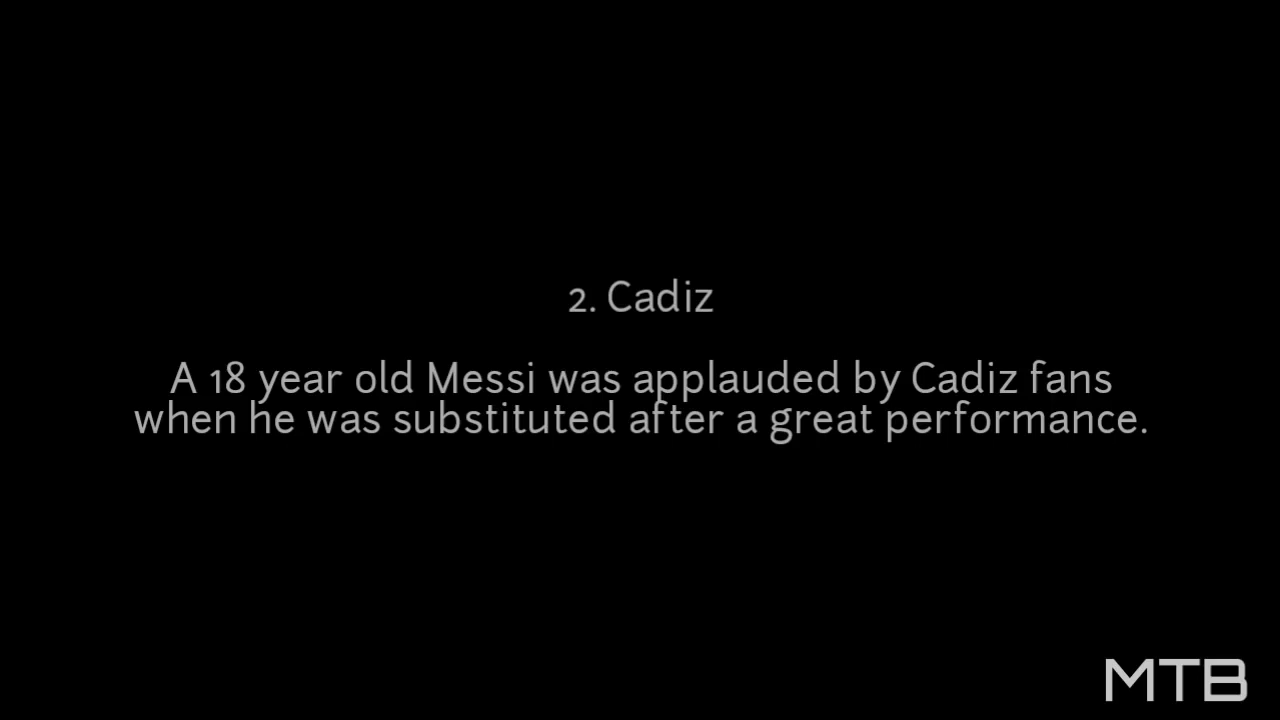 2. Cadiz
A 18 year old Messi was applauded by Cadiz fans
when he was substituted after a great performance.
MTB